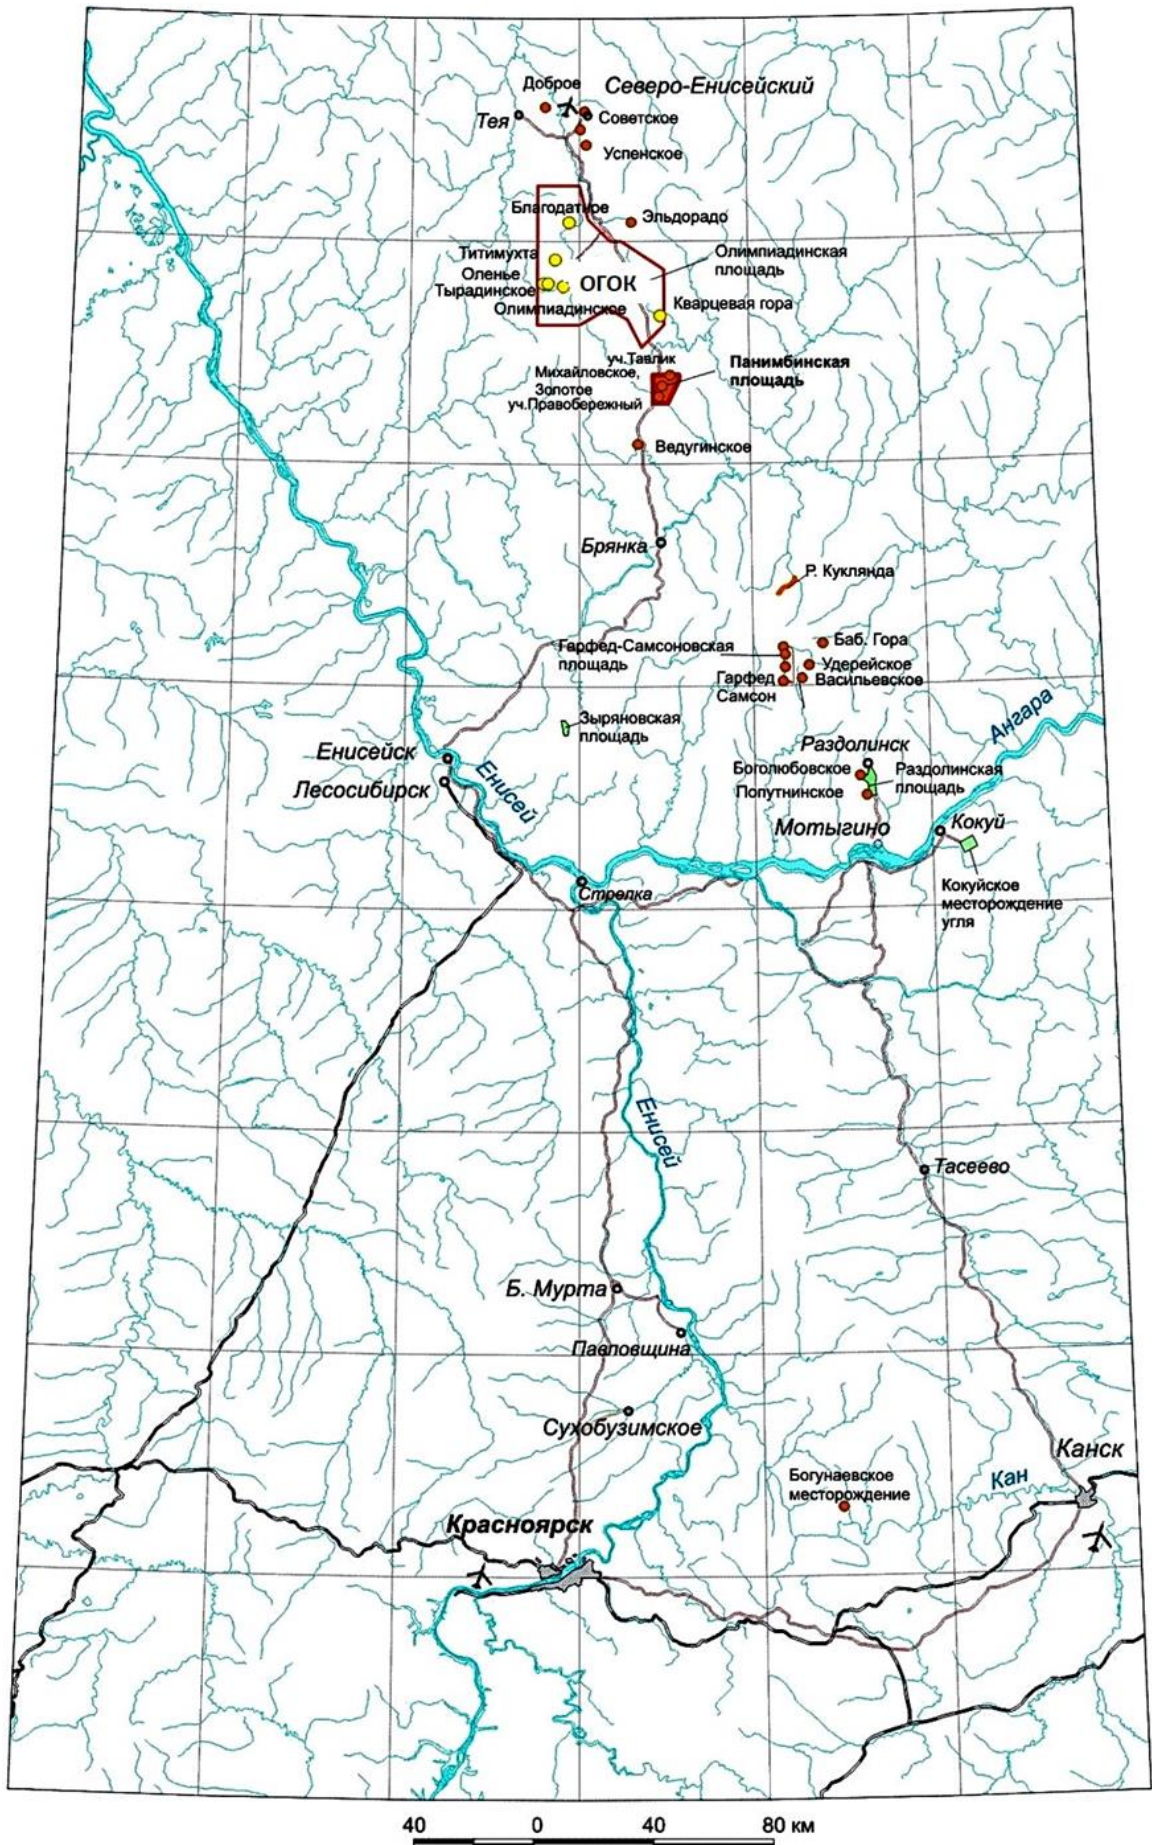 Доброе
Северо-Енисейский
Тея
Советское
Успенское
Благодатное
Эльдорадо
Титимухта
Олимпиадинская
площадь
Оленье
Тырадинское
ОГОК
Олимпиадинское
Кварцевая гора
уч.Тавлик
Михайловское,
Золотое
уч.Правобережный
Панимбинская
площадь
Ведугинское
Брянка
Р. Куклянда
Гарфед-Самсоновская
площадь
Баб. Гора
Удерейское
Васильевское
Гарфед
Самсон
Зыряновская
площадь
Ангара
Енисейск
Лесосибирск
Енисей
Раздолинск
Боголюбовское
Попутнинское
Раздолинская
площадь
Мотыгино
Кокуй
Стрелка
Кокуйское
месторождение
угля
Енисей
Тасеево
Б. Мурта
Павловщина
Сухобузимское
Канск
Кан
Богунаевское
месторождение
Красноярск
40 0 40 80 км